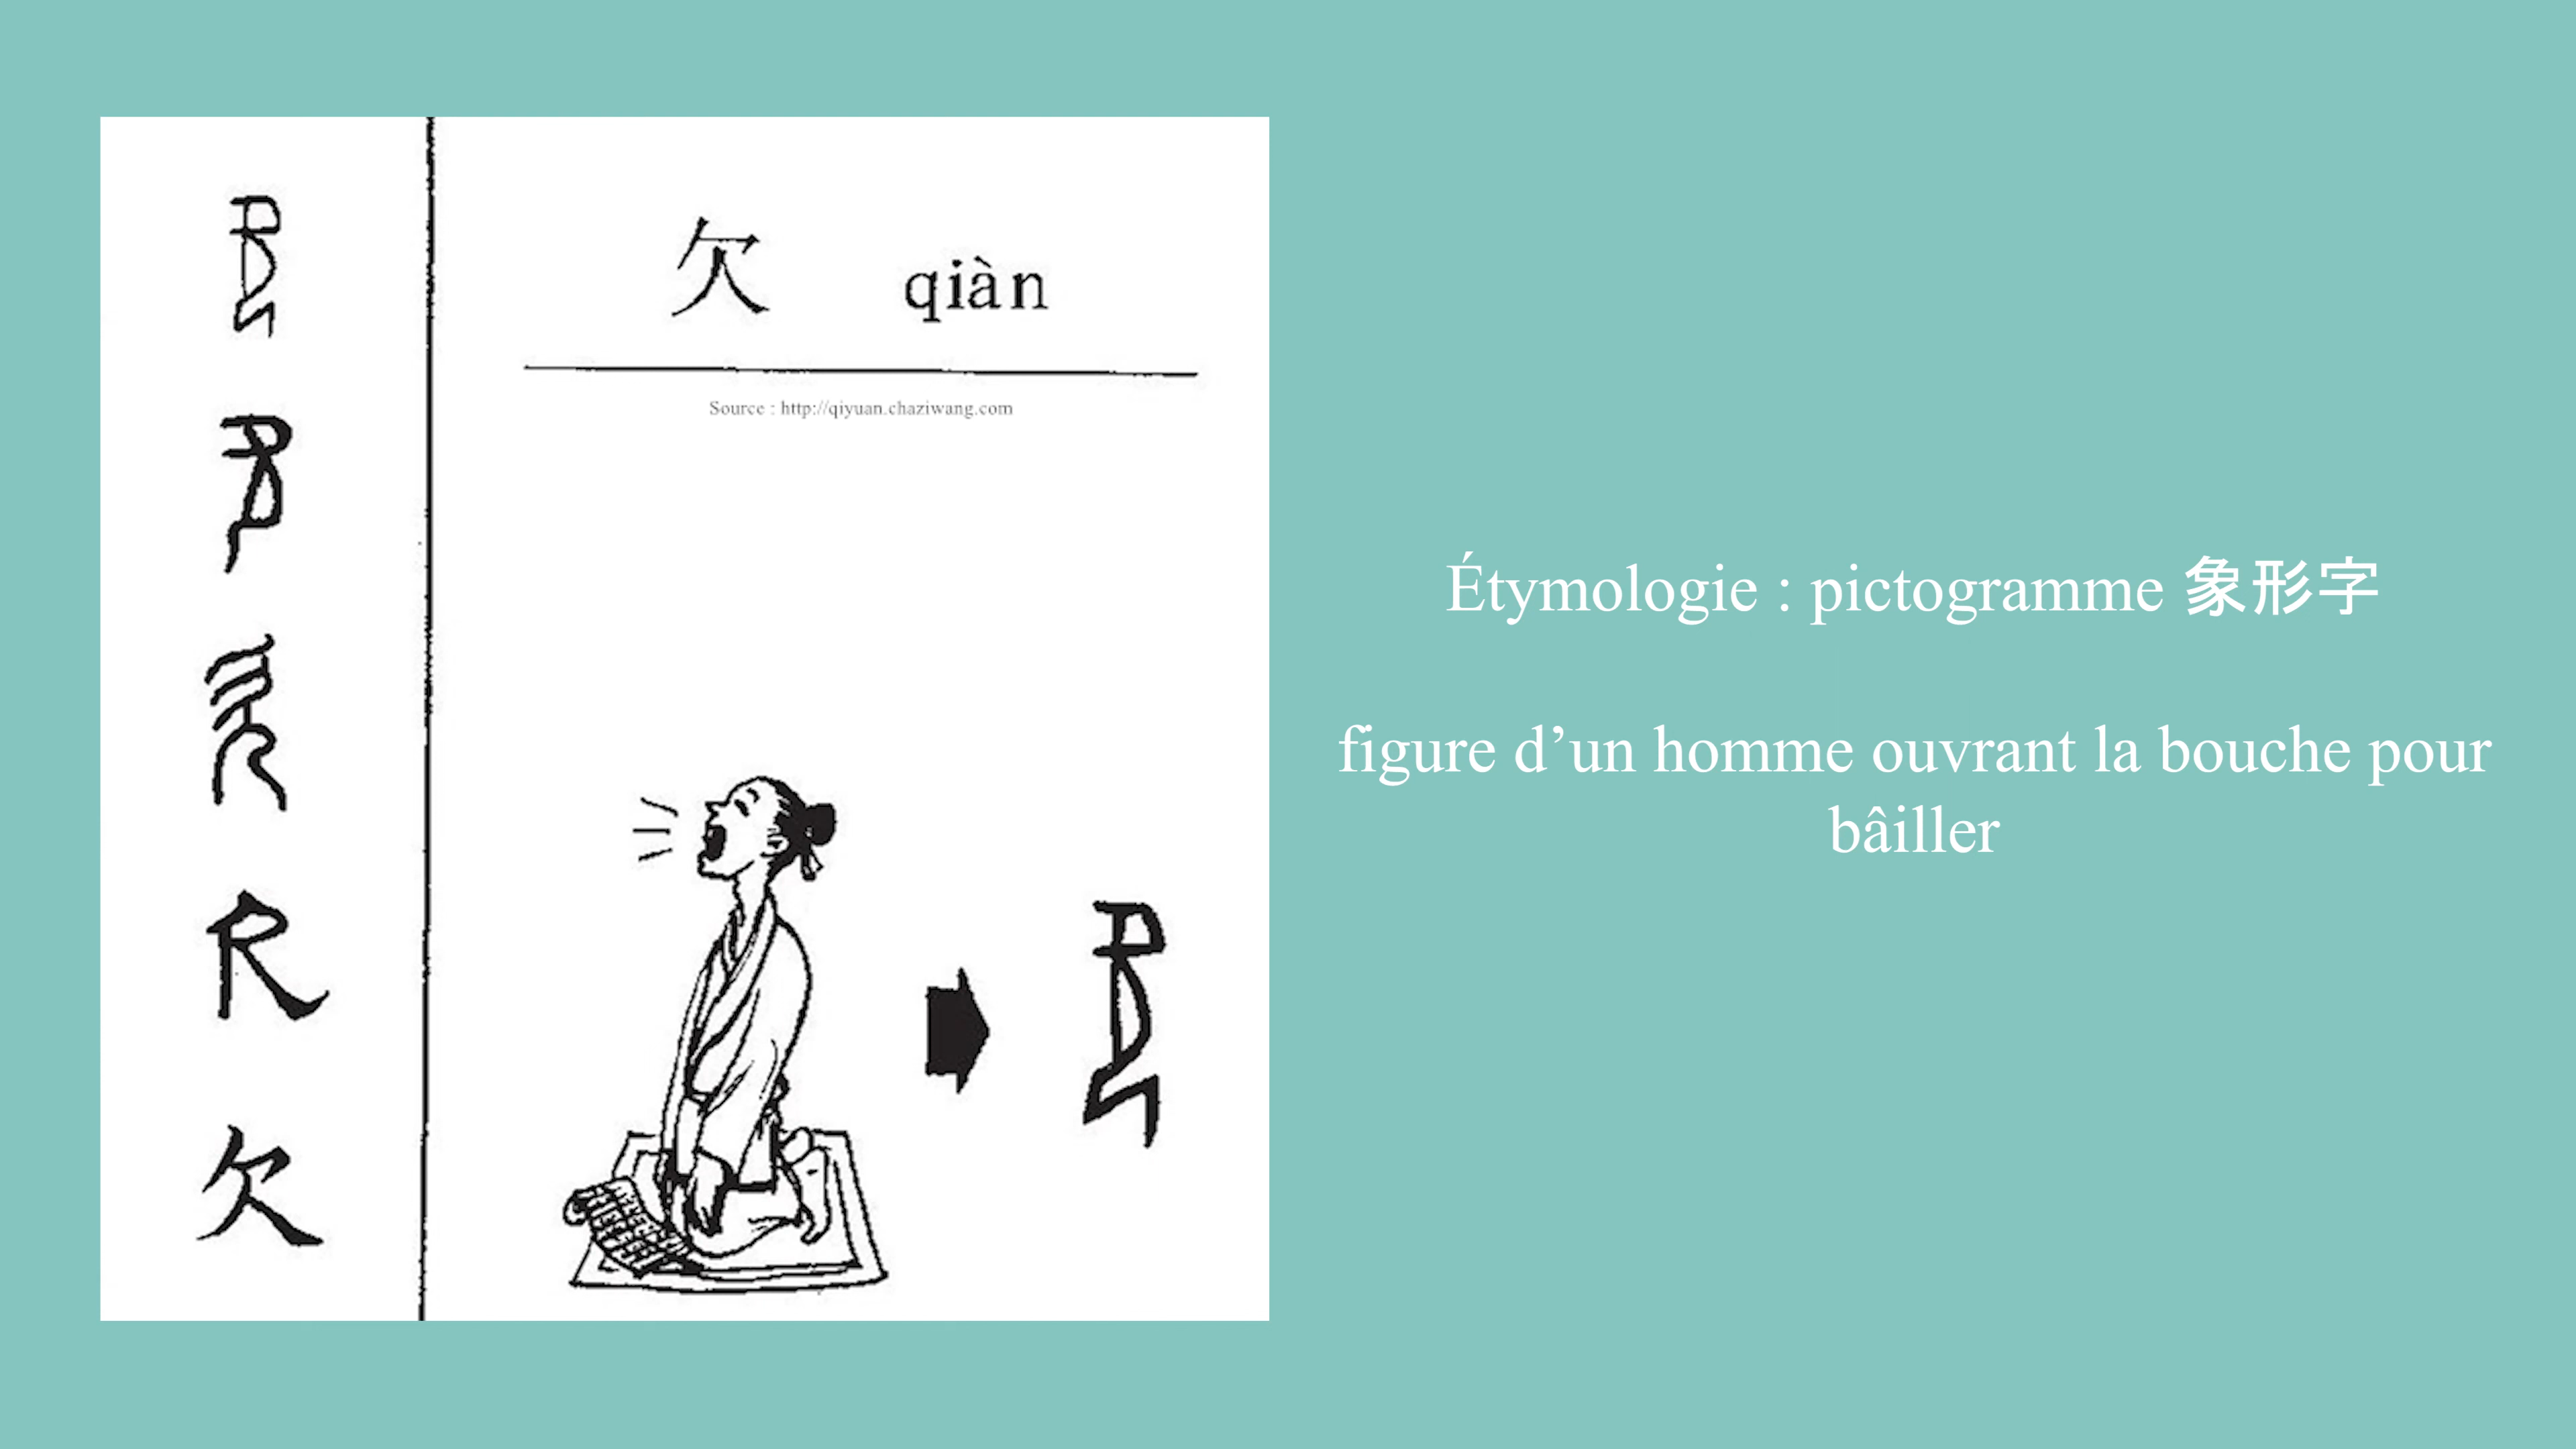 欠 qiàn
Source : http://qiyuan.chaziwang.com
欠
Étymologie : pictogramme 象形字
figure d’un homme ouvrant la bouche pour
bâiller